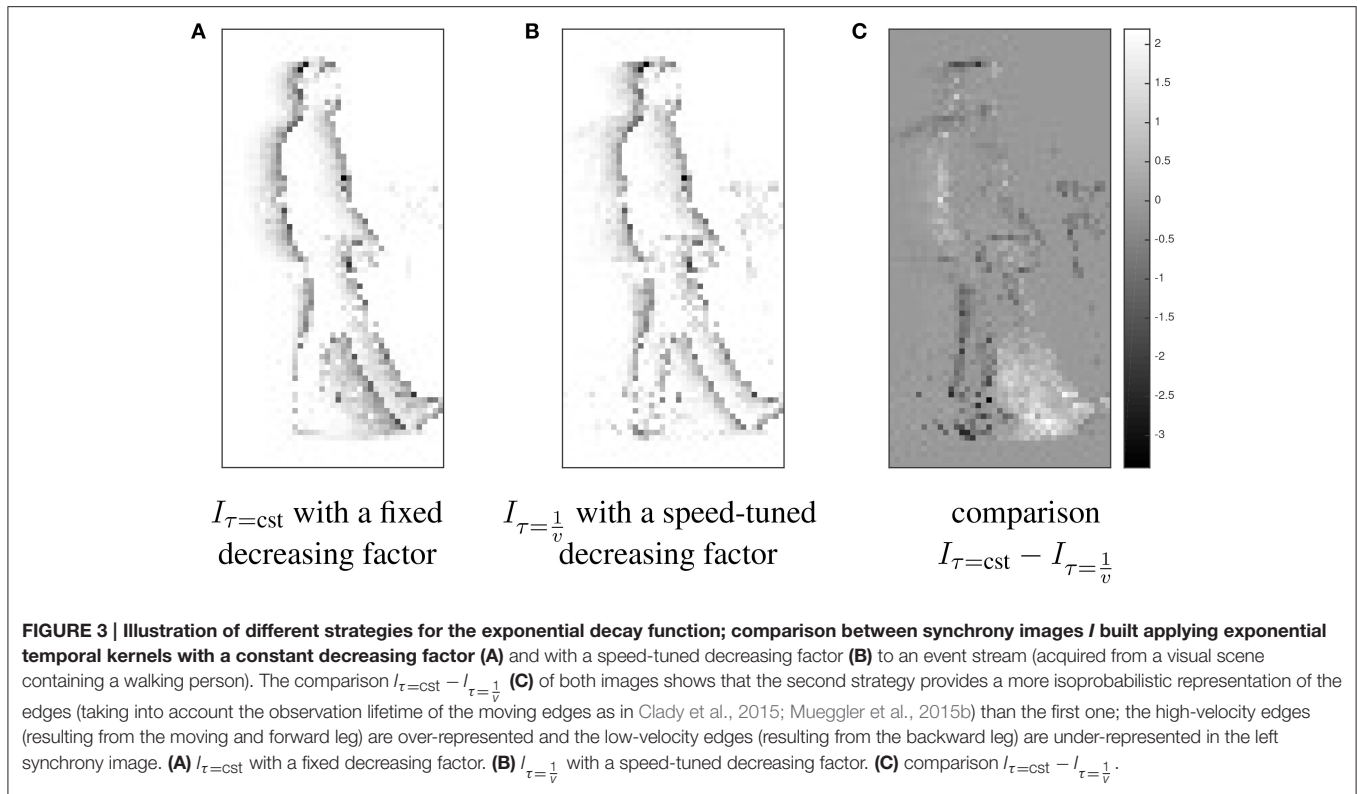 A
B
C
2
1.5
1
0.5
0
-0.5
-1
-1.5
-2
-2.5
-3
I_{τ=cst} with a fixed
decreasing factor
I_{τ=\frac{1}{v}} with a speed-tuned
decreasing factor
comparison
I_{τ=cst} − I_{τ=\frac{1}{v}}
FIGURE 3 | Illustration of different strategies for the exponential decay function; comparison between synchrony images I built applying exponential
temporal kernels with a constant decreasing factor (A) and with a speed-tuned decreasing factor (B) to an event stream (acquired from a visual scene
containing a walking person). The comparison I_{τ=cst} − I_{τ=\frac{1}{v}} (C) of both images shows that the second strategy provides a more isoprobabilistic representation of the
edges (taking into account the observation lifetime of the moving edges as in Clady et al., 2015; Mueggler et al., 2015b) than the first one; the high-velocity edges
(resulting from the moving and forward leg) are over-represented and the low-velocity edges (resulting from the backward leg) are under-represented in the left
synchrony image. (A) I_{τ=cst} with a fixed decreasing factor. (B) I_{τ=\frac{1}{v}} with a speed-tuned decreasing factor. (C) comparison I_{τ=cst} − I_{τ=\frac{1}{v}}.